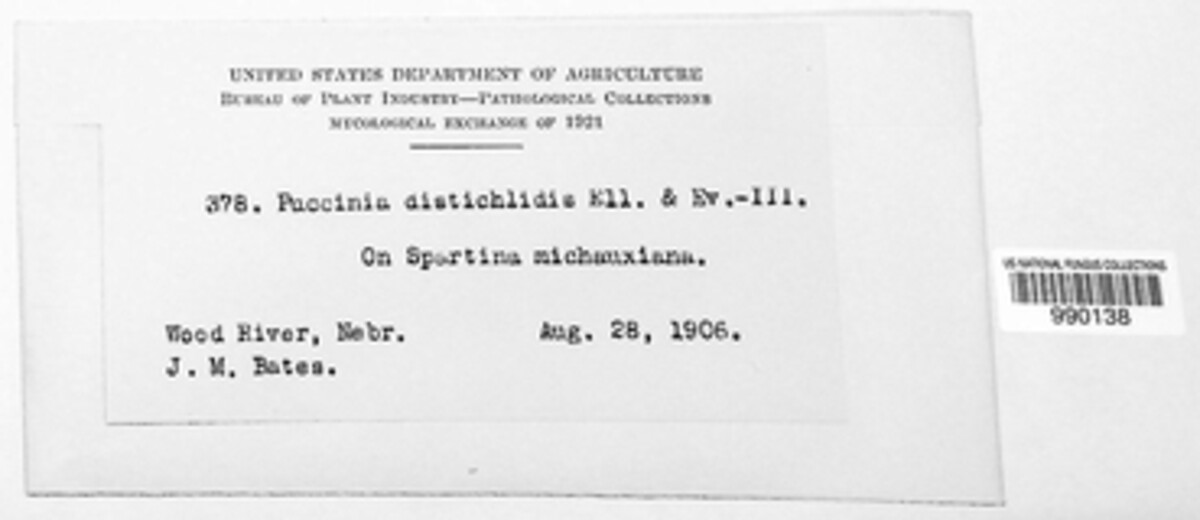 UNITED STATES DEPARTMENT OF AGRICULTURE
BUREAU OF PLANT INDUSTRY—PATHOLOGICAL COLLECTIONS
MYCOLOGICAL EXCHANGE OF 1921
378. Puccinia distichlidis Ell. & Ev.-III.
On Spartina michauxiana.
Wood River, Nebr. Aug. 28, 1906.
J. M. Bates.
US NATIONAL FUNGUS COLLECTIONS
990138